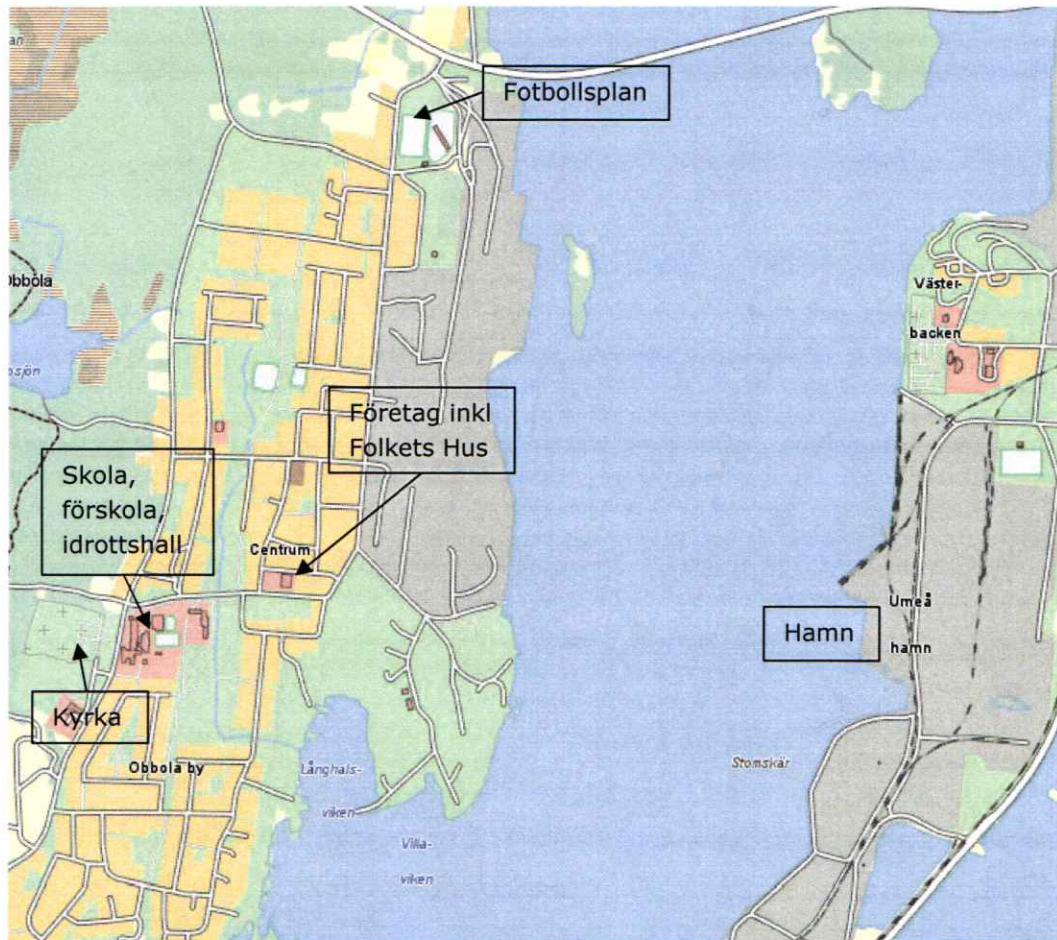 Fotbollsplan
Obbola
Väster-
backen
Företag inkl
Folkets Hus
Skola,
förskola,
idrottshall
Centrum
Umeå
hamn
Hamn
Kyrka
Obbola by
Långhals-
viken
Stomskär
Villa-
viken